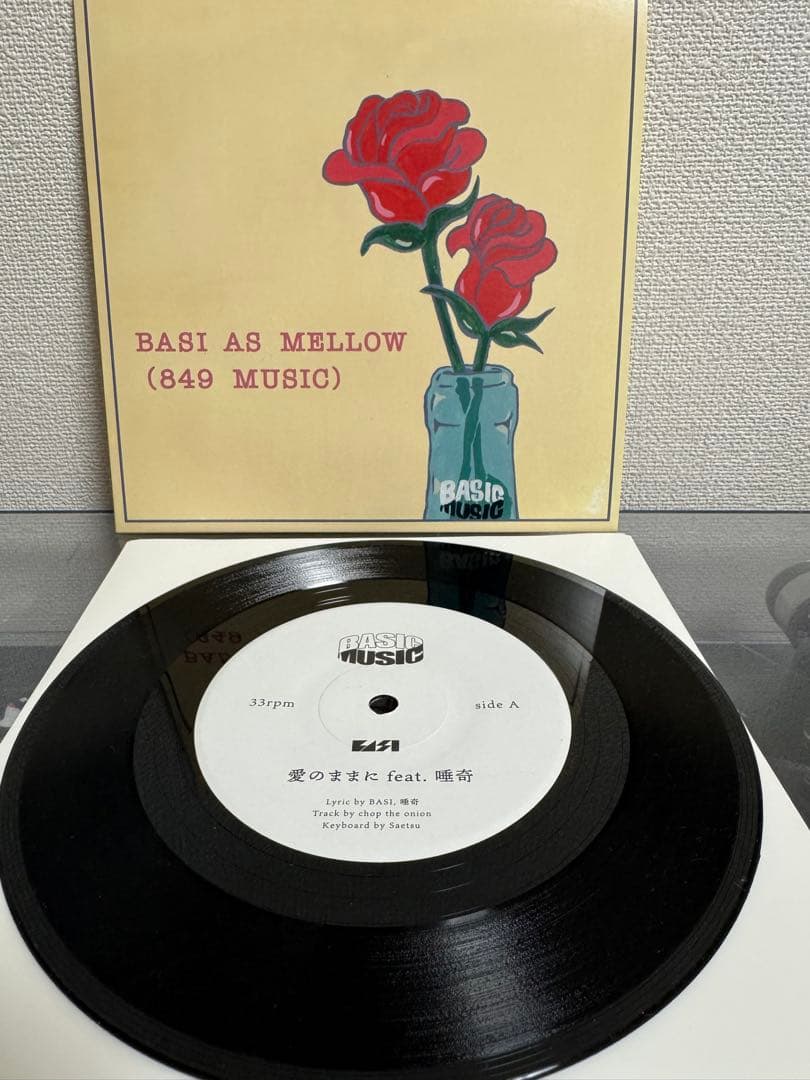 BASI AS MELLOW
(849 MUSIC)
BASIC
MUSIC
BASIC
MUSIC
33rpm
side A
BASI
愛のままに feat. 唾奇
Lyric by BASI, 唾奇
Track by chop the onion
Keyboard by Saetsu